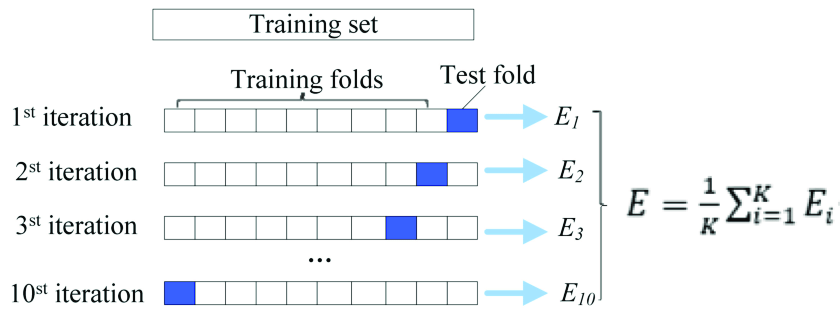 Training set
Training folds
Test fold
1st iteration
E1
2st iteration
E2
3st iteration
E3
...
10st iteration
E10
E = 1/K ∑_{i=1}^{K} E_i